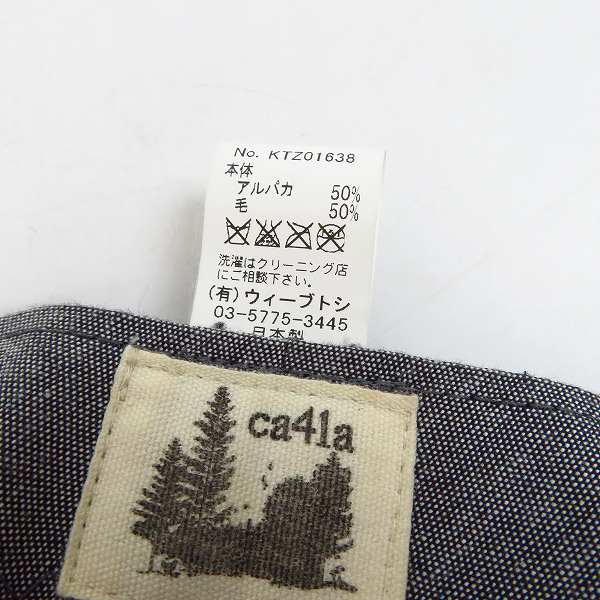 No. KTZ01638
本体
アルパカ 50%
毛 50%
洗濯はクリーニング店
にご相談下さい。
(有)ウィーブトシ
03-5775-3445
日本製
ca4la